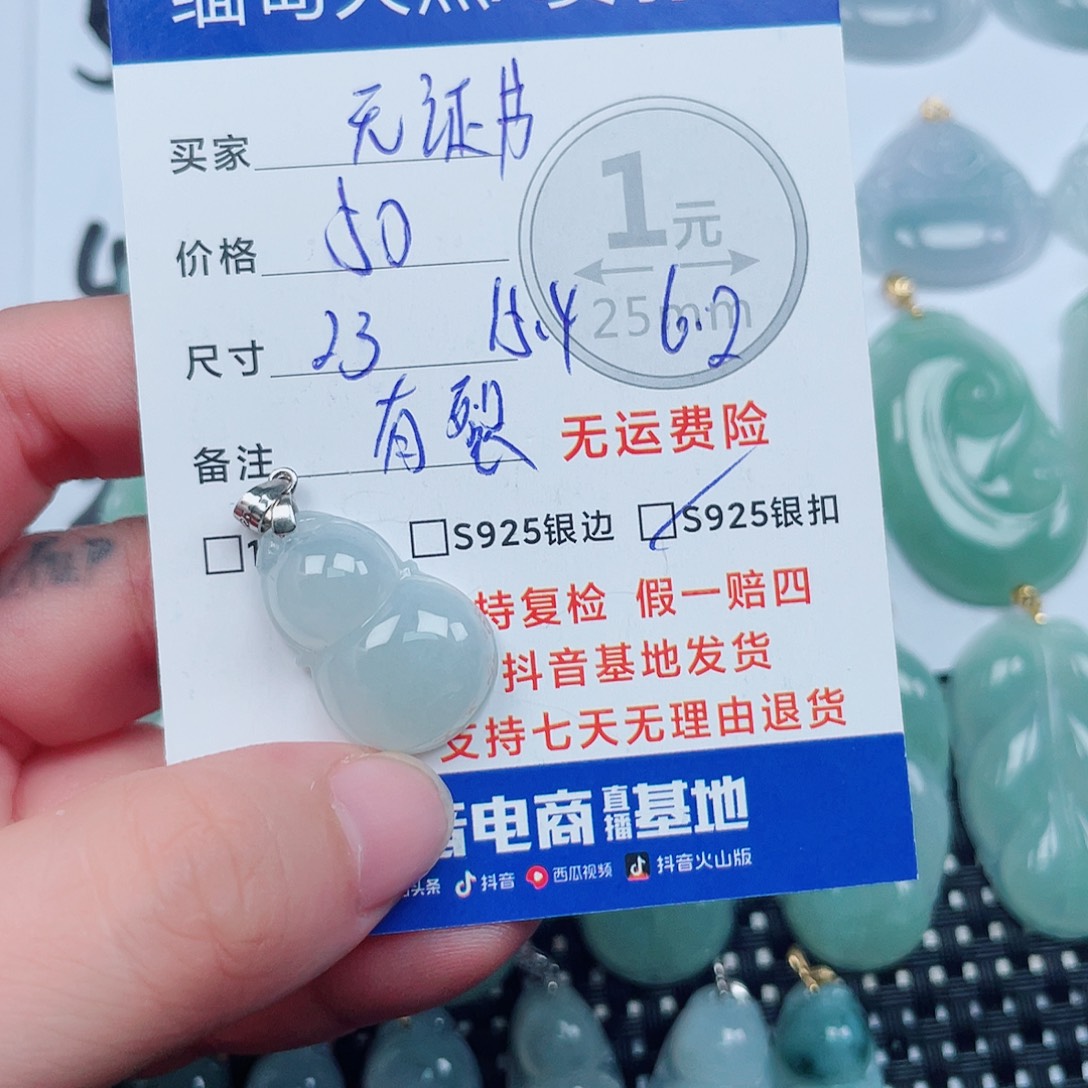 买家 无证书
1元
价格 50
25mm
尺寸 23 15.4 6.2
备注 有裂 无运费险
S925银边 S925银扣
持复检 假一赔四
抖音基地发货
支持七天无理由退货
音电商直播基地
头条 抖音 西瓜视频 抖音火山版